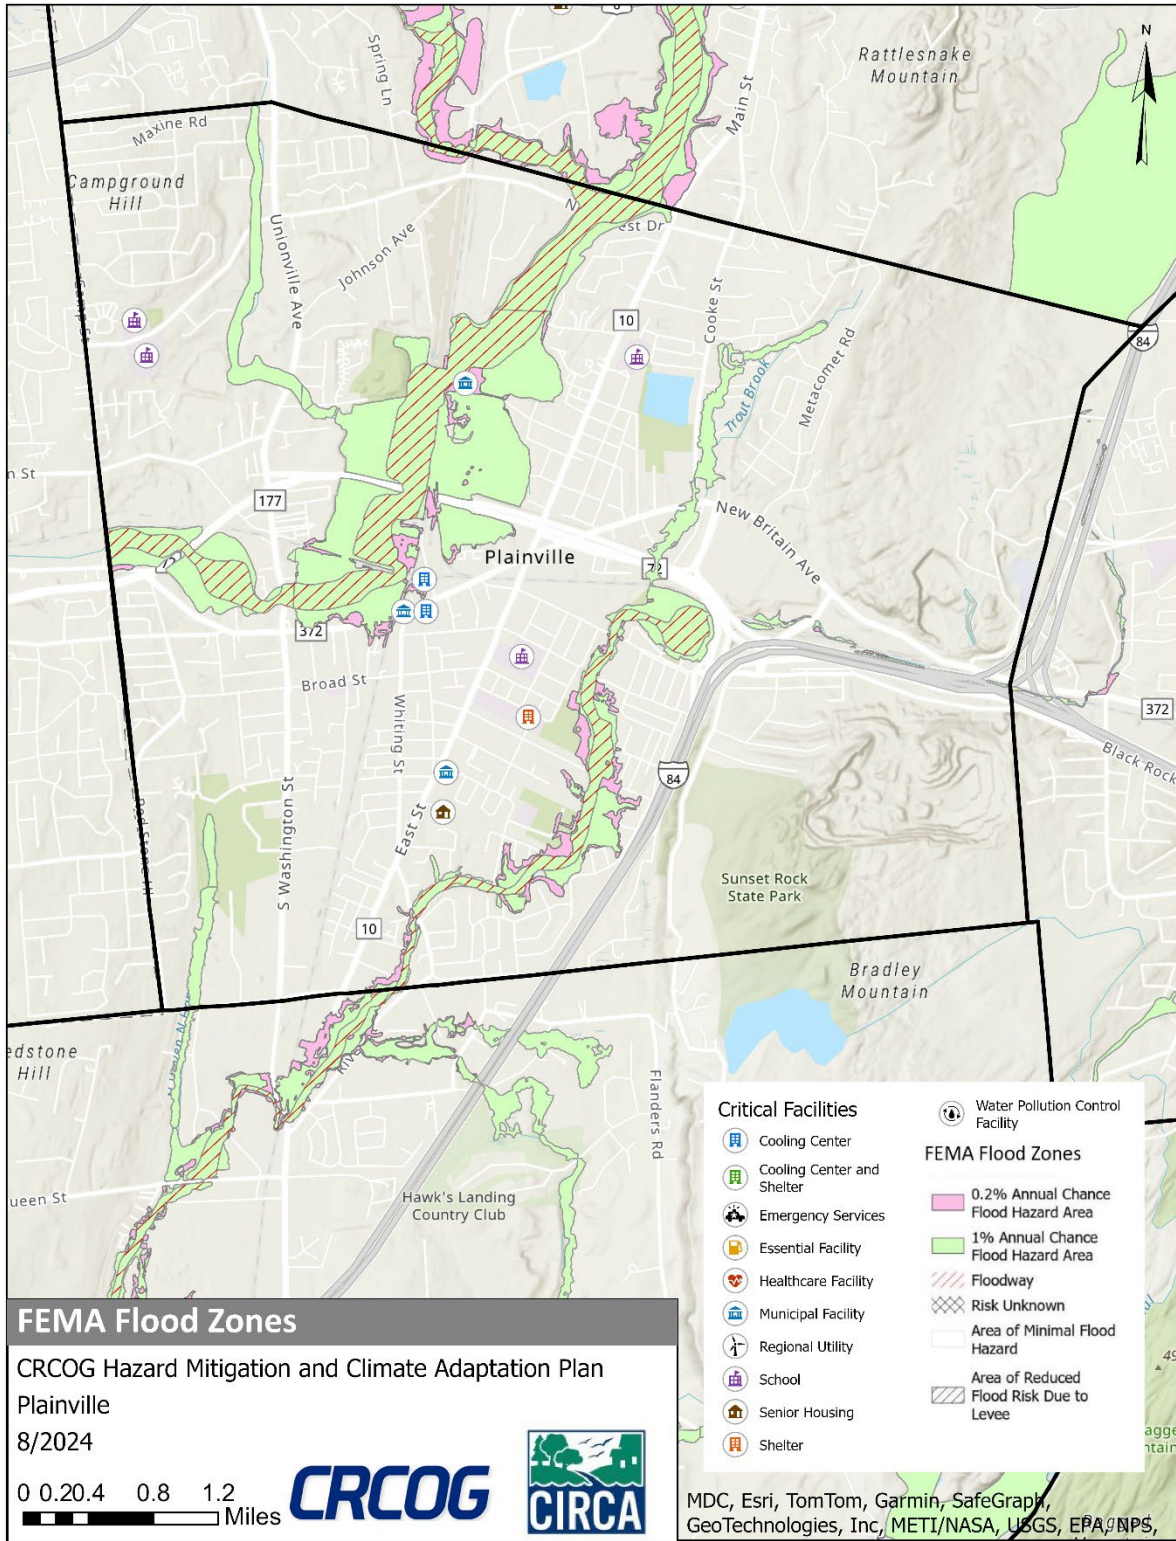 Spring Ln
Main St
Rattlesnake
Mountain
N
Maxine Rd
Campground
Hill
Unionville Ave
Johnson Ave
est Dr
Cooke St
10
84
Camp St
Trout Brook
Metacomet Rd
n St
177
New Britain Ave
Plainville
72
72
372
Broad St
Whiting St
372
Black Rock
84
S Washington St
East St
Sunset Rock
State Park
10
Bradley
Mountain
edstone
Hill
Flanders Rd
Queen St
Hawk's Landing
Country Club
Critical Facilities
Cooling Center
Cooling Center and
Shelter
Emergency Services
Essential Facility
Healthcare Facility
Municipal Facility
Regional Utility
School
Senior Housing
Shelter
Water Pollution Control
Facility
FEMA Flood Zones
0.2% Annual Chance
Flood Hazard Area
1% Annual Chance
Flood Hazard Area
Floodway
Risk Unknown
Area of Minimal Flood
Hazard
Area of Reduced
Flood Risk Due to
Levee
FEMA Flood Zones
CRCOG Hazard Mitigation and Climate Adaptation Plan
Plainville
8/2024
0 0.20.4 0.8 1.2
Miles
CRCOG
CIRCA
MDC, Esri, TomTom, Garmin, SafeGraph,
GeoTechnologies, Inc, METI/NASA, USGS, EPA, NPS,